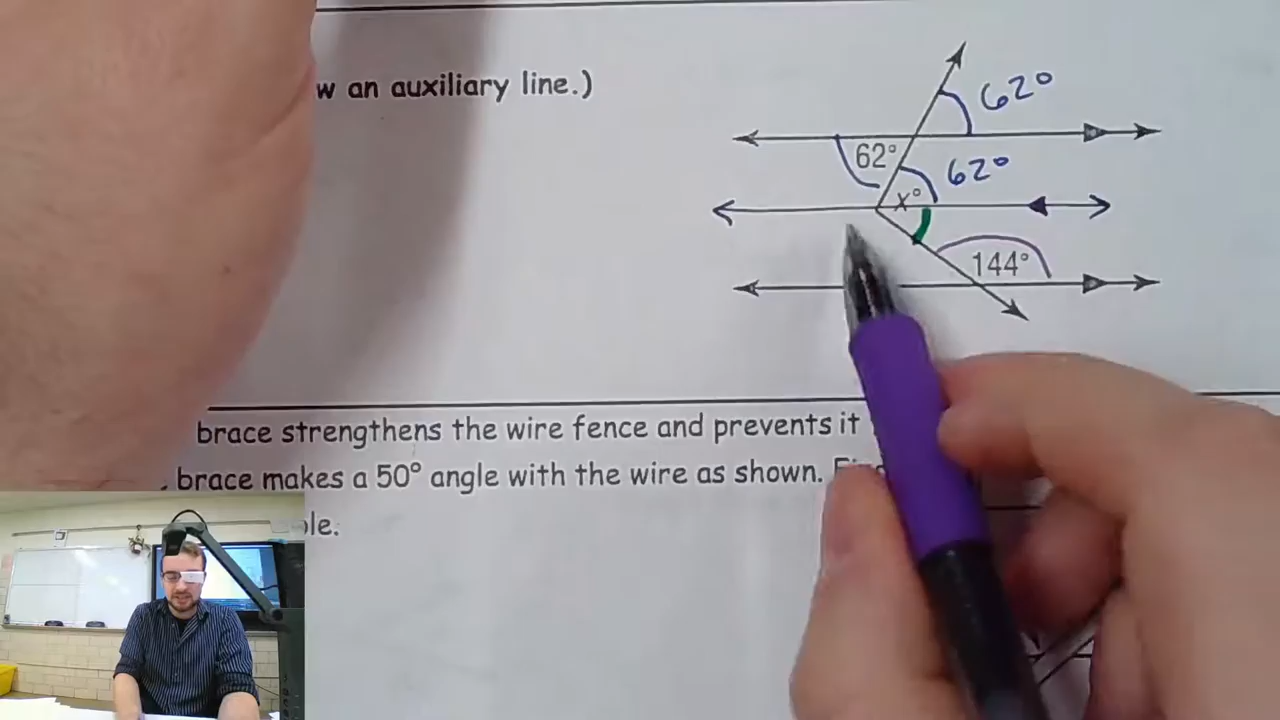 w an auxiliary line.)
62°
62°
62°
x°
144°
brace strengthens the wire fence and prevents it
brace makes a 50° angle with the wire as shown.